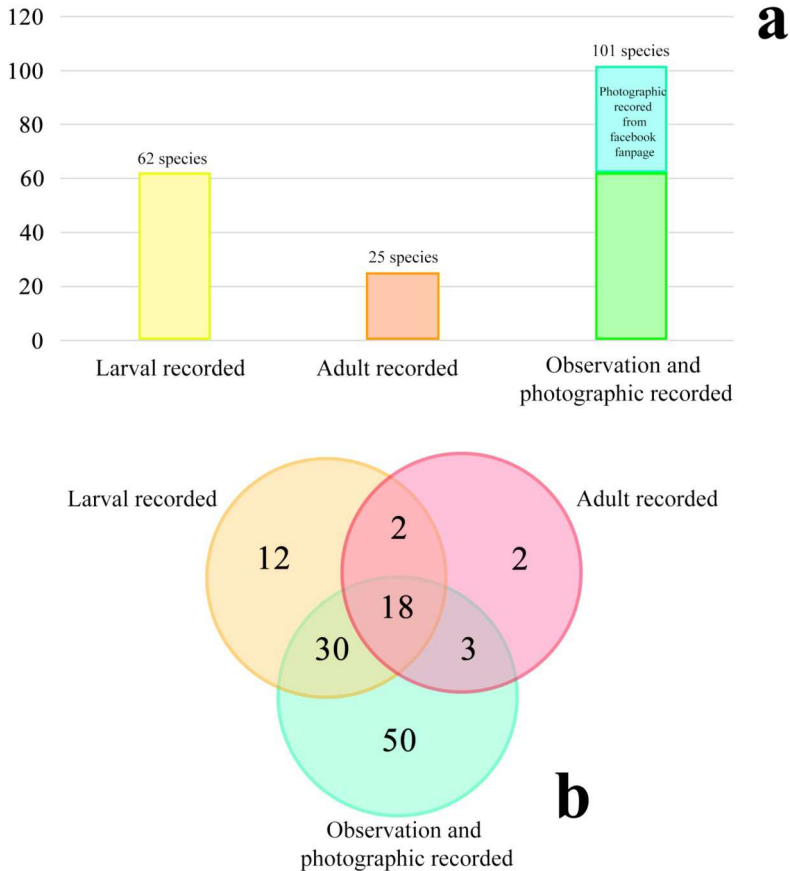 120
a
101 species
100
Photographic
recored
from
facebook
fanpage
80
62 species
60
40
25 species
20
0
Larval recorded
Adult recorded
Observation and
photographic recorded
Larval recorded
Adult recorded
2
12
2
18
30
3
50
b
Observation and
photographic recorded